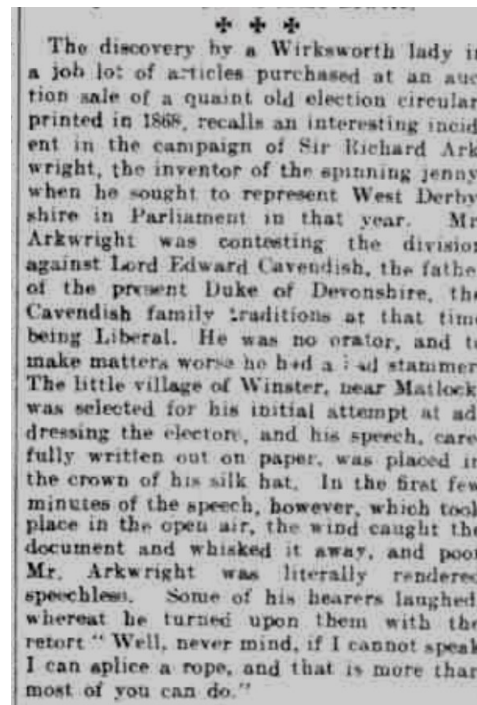 The discovery by a Wirksworth lady in
a job lot of articles purchased at an auc
tion sale of a quaint old election circular
printed in 1868, recalls an interesting incid
ent in the campaign of Sir Richard Ark
wright, the inventor of the spinning jenny
when he sought to represent West Derby
shire in Parliament in that year. Mr
Arkwright was contesting the division
against Lord Edward Cavendish, the father
of the present Duke of Devonshire, the
Cavendish family traditions at that time
being Liberal. He was no orator, and to
make matters worse he had a bad stammer
The little village of Winster, near Matlock
was selected for his initial attempt at ad
dressing the electors, and his speech, care
fully written out on paper, was placed in
the crown of his silk hat. In the first few
minutes of the speech, however, which took
place in the open air, the wind caught the
document and whisked it away, and poor
Mr. Arkwright was literally rendered
speechless. Some of his hearers laughed
whereat he turned upon them with the
retort "Well, never mind, if I cannot speak
I can splice a rope, and that is more than
most of you can do."